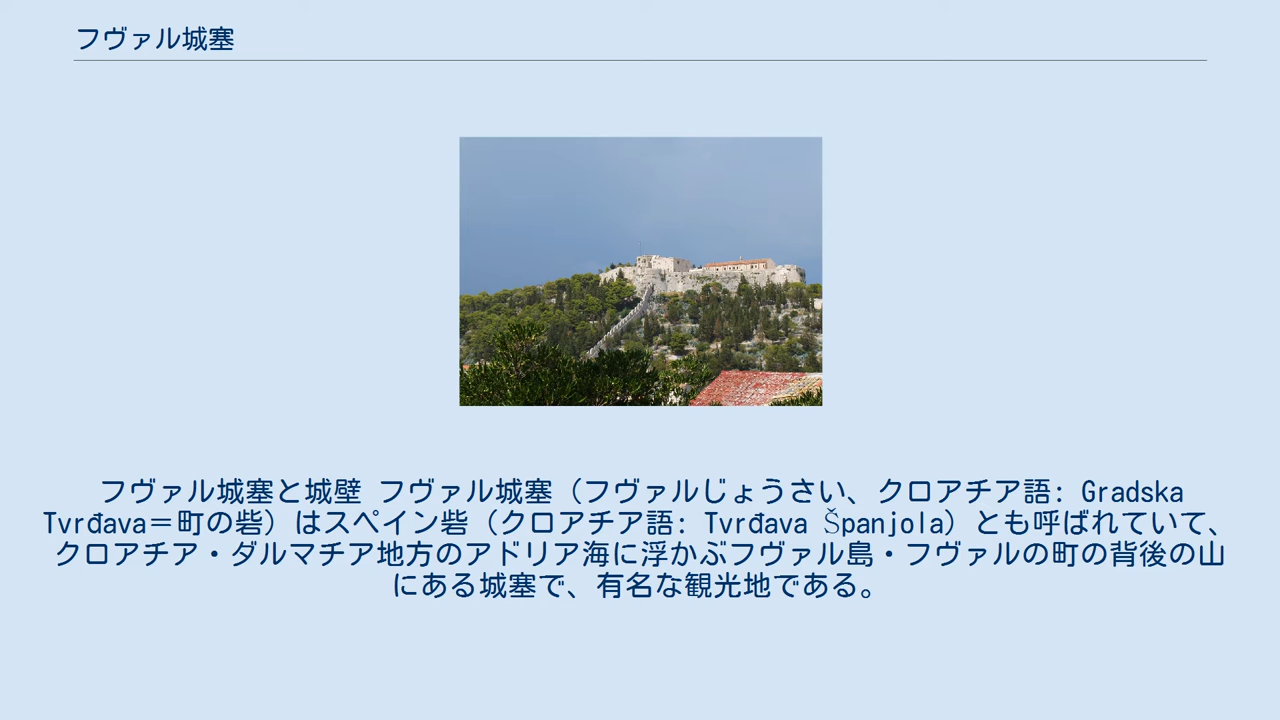 フヴァル城塞
フヴァル城塞と城壁 フヴァル城塞（フヴァルじょうさい、クロアチア語: Gradska
Tvrđava＝町の砦）はスペイン砦（クロアチア語: Tvrđava Španjola）とも呼ばれていて、
クロアチア・ダルマチア地方のアドリア海に浮かぶフヴァル島・フヴァルの町の背後の山
にある城塞で、有名な観光地である。